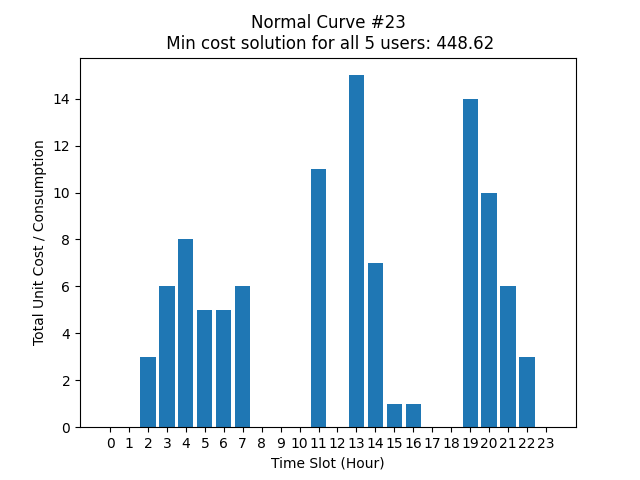 Normal Curve #23
Min cost solution for all 5 users: 448.62
Total Unit Cost / Consumption
14
12
10
8
6
4
2
0
0 1 2 3 4 5 6 7 8 9 10 11 12 13 14 15 16 17 18 19 20 21 22 23
Time Slot (Hour)